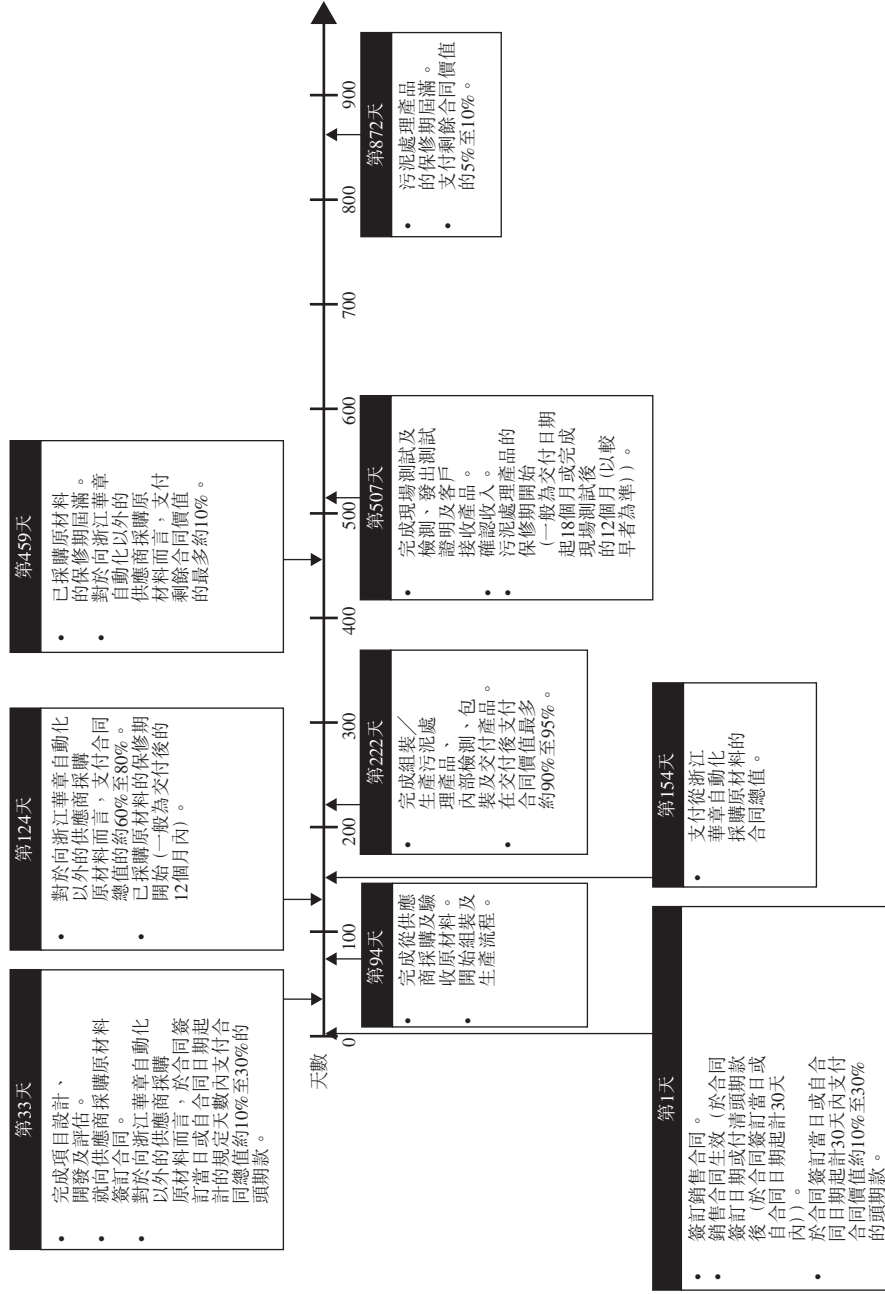 第33天
• 完成項目設計、
開發及評估。
• 就向供應商採購原材料
簽訂合同。
• 對於向浙江華章自動化
以外的供應商採購
原材料而言，於合同簽
訂當日或自合同日期起
計的規定天數內支付合
同總值約10%至30%的
頭期款。
第124天
• 對於向浙江華章自動化
以外的供應商採購
原材料而言，支付合同
總值的約60%至80%。
• 已採購原材料的保修期
開始(一般為交付後的
12個月內)。
第459天
• 已採購原材料
的保修期屆滿。
• 對於向浙江華章
自動化以外的
供應商採購原
材料而言，支付
剩餘合同價值
的最多約10%。
天數
0
100
200
300
400
500
600
700
800
900
第94天
• 完成從供應
商採購及驗
收原材料。
• 開始組裝及
生產流程。
第222天
• 完成組裝／
生產污泥處
理產品、
內部檢測、包
裝及交付產品。
• 在交付後支付
合同價值最多
約90%至95%。
第507天
• 完成現場測試及
檢測、發出測試
證明及客戶
接收產品。
• 確認收入。
• 污泥處理產品的
保修期開始
(一般為交付日期
起18個月或完成
現場測試後
的12個月(以較
早者為準))。
第872天
• 污泥處理產品
的保修期屆滿。
• 支付剩餘合同價值
的5%至10%。
第1天
• 簽訂銷售合同。
• 銷售合同生效（於合同
簽訂日期或付清頭期款
後（於合同簽訂當日或
自合同日期起計30天
內））。
• 於合同簽訂當日或自合
同日期起計30天內支付
合同價值約10%至30%
的頭期款。
第154天
• 支付從浙江
華章自動化
採購原材料的
合同總值。